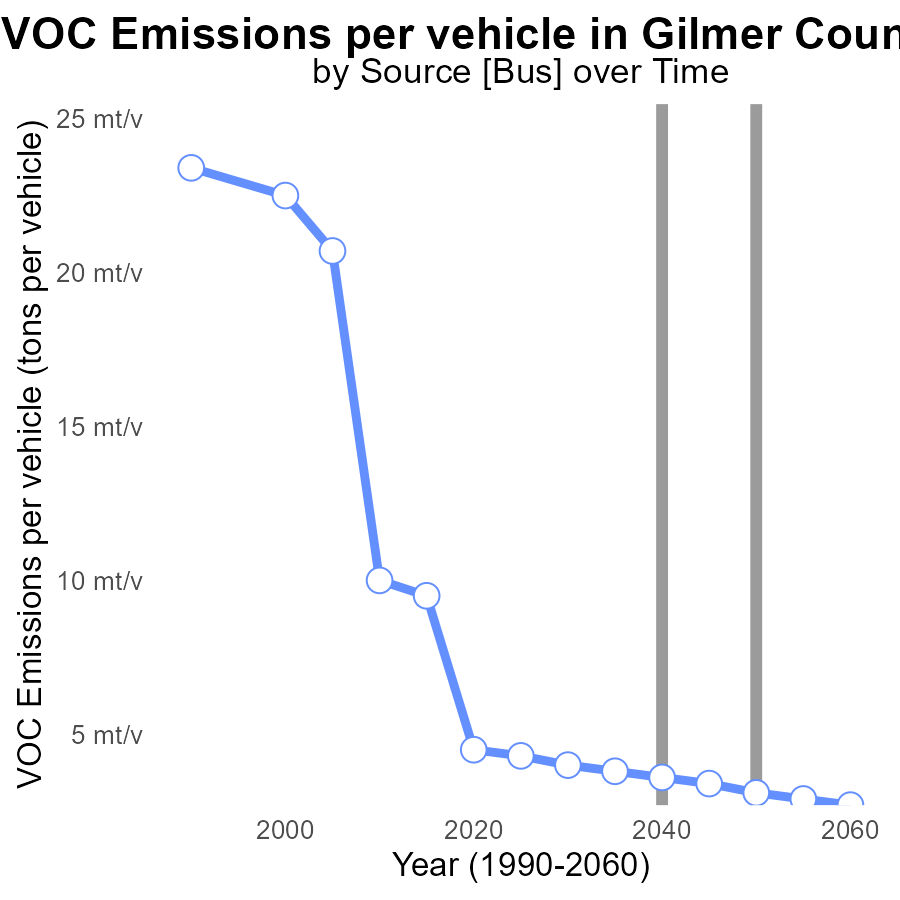 VOC Emissions per vehicle in Gilmer Coun
by Source [Bus] over Time
VOC Emissions per vehicle (tons per vehicle)
25 mt/v
20 mt/v
15 mt/v
10 mt/v
5 mt/v
2000 2020 2040 2060
Year (1990-2060)